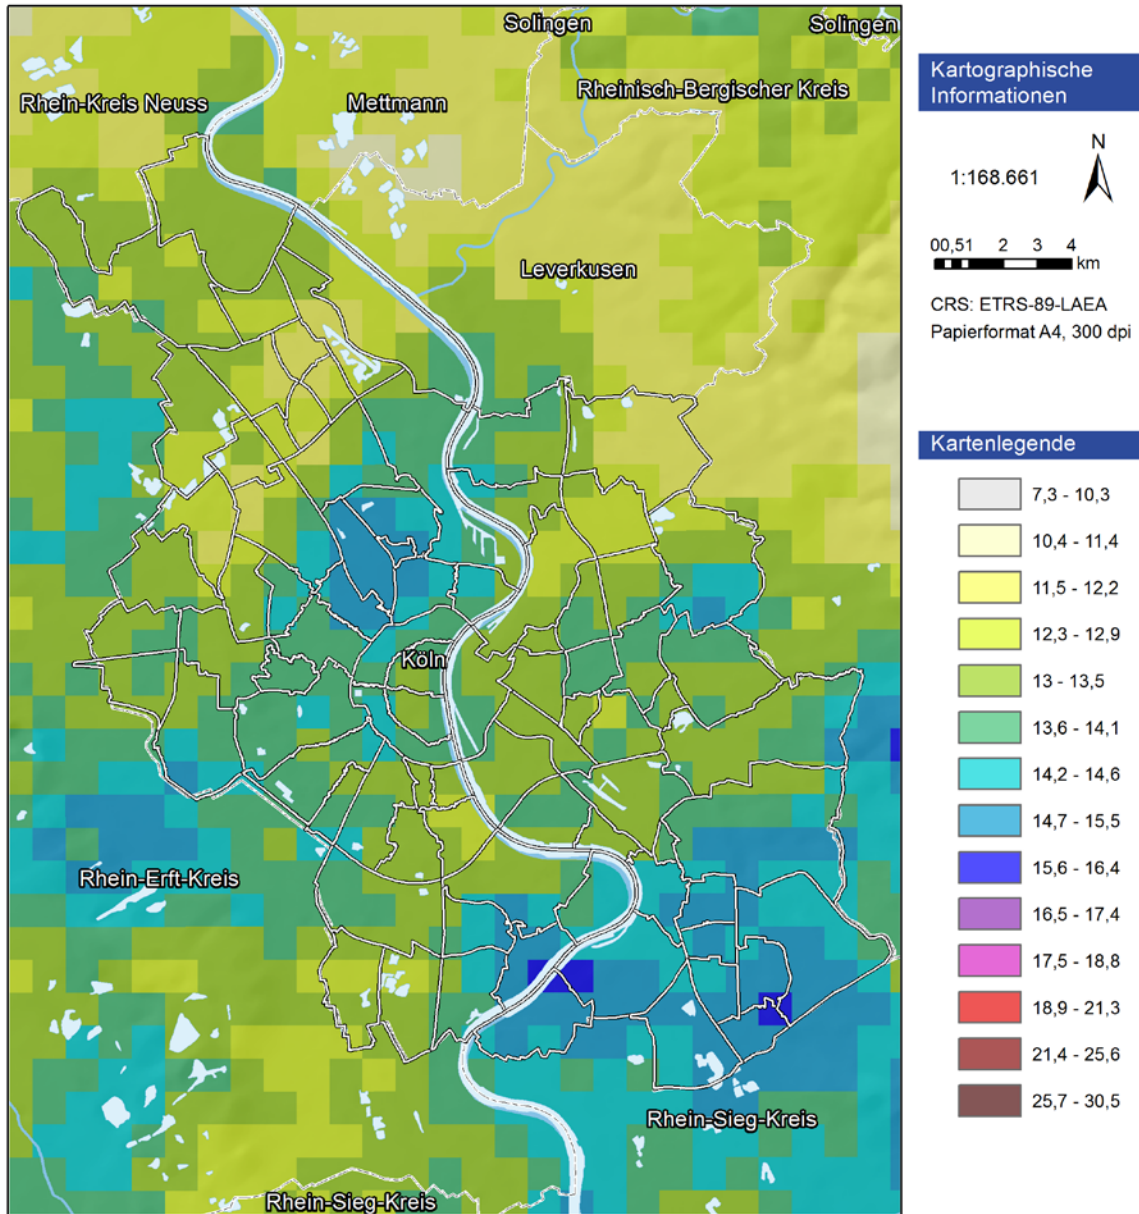 Solingen
Solingen
Rhein-Kreis Neuss
Mettmann
Rheinisch-Bergischer Kreis
Leverkusen
Köln
Rhein-Erft-Kreis
Rhein-Sieg-Kreis
Rhein-Sieg-Kreis
Kartographische
Informationen
N
1:168.661
00,51 2 3 4
km
CRS: ETRS-89-LAEA
Papierformat A4, 300 dpi
Kartenlegende
7,3 - 10,3
10,4 - 11,4
11,5 - 12,2
12,3 - 12,9
13 - 13,5
13,6 - 14,1
14,2 - 14,6
14,7 - 15,5
15,6 - 16,4
16,5 - 17,4
17,5 - 18,8
18,9 - 21,3
21,4 - 25,6
25,7 - 30,5